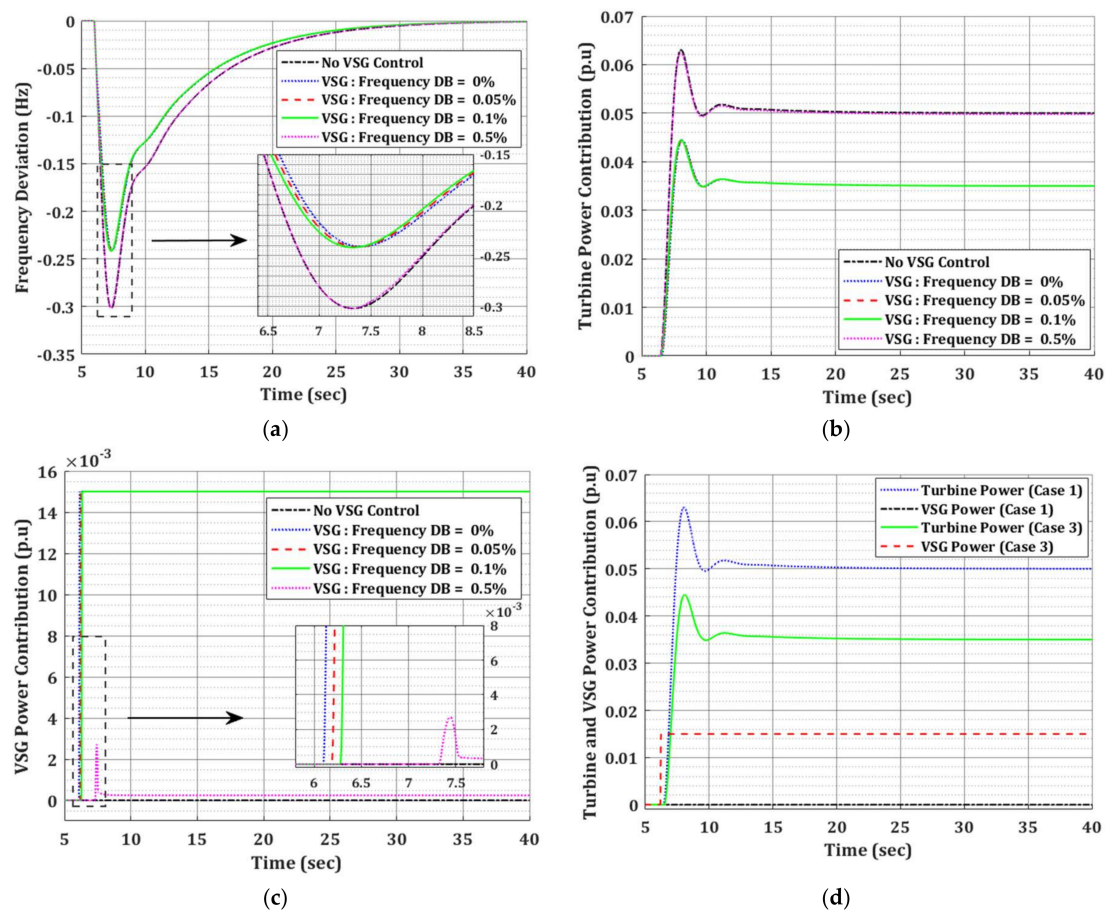 0
-0.05
-0.1
-0.15
-0.2
-0.25
-0.3
-0.35
Frequency Deviation (Hz)
No VSG Control
VSG : Frequency DB = 0%
VSG : Frequency DB = 0.05%
VSG : Frequency DB = 0.1%
VSG : Frequency DB = 0.5%
-0.15
-0.2
-0.25
-0.3
6.5 7 7.5 8 8.5
5 10 15 20 25 30 35 40
Time (sec)
(a)
0.07
0.06
0.05
0.04
0.03
0.02
0.01
0
Turbine Power Contribution (p.u)
No VSG Control
VSG : Frequency DB = 0%
VSG : Frequency DB = 0.05%
VSG : Frequency DB = 0.1%
VSG : Frequency DB = 0.5%
5 10 15 20 25 30 35 40
Time (sec)
(b)
×10-3
16
14
12
10
8
6
4
2
0
VSG Power Contribution (p.u)
No VSG Control
VSG : Frequency DB = 0%
VSG : Frequency DB = 0.05%
VSG : Frequency DB = 0.1%
VSG : Frequency DB = 0.5%
×10-3
8
6
4
2
0
6 6.5 7 7.5
5 10 15 20 25 30 35 40
Time (sec)
(c)
0.07
0.06
0.05
0.04
0.03
0.02
0.01
0
Turbine and VSG Power Contribution (p.u)
Turbine Power (Case 1)
VSG Power (Case 1)
Turbine Power (Case 3)
VSG Power (Case 3)
5 10 15 20 25 30 35 40
Time (sec)
(d)